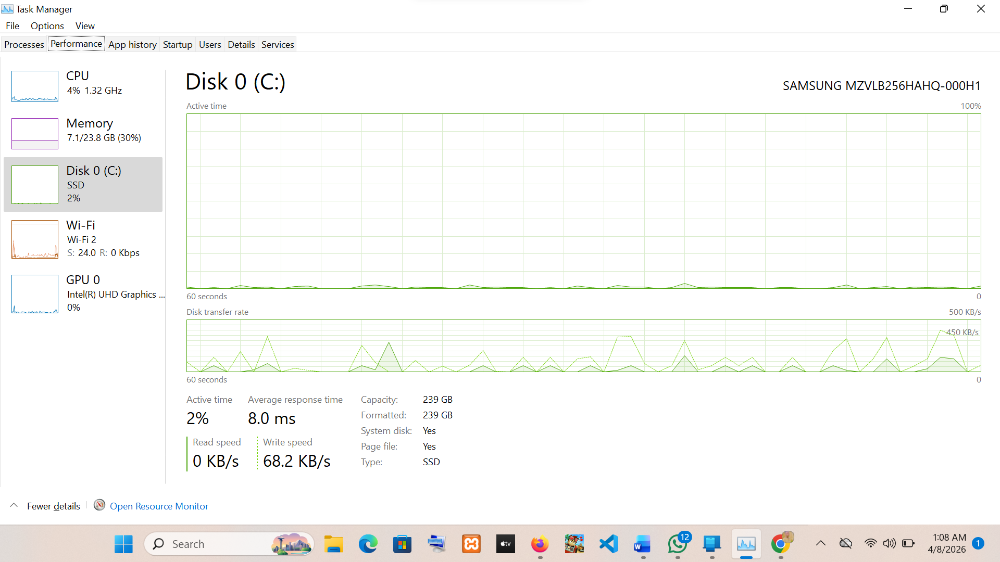 Task Manager
File Options View
Processes Performance App history Startup Users Details Services
CPU
4% 1.32 GHz
Memory
7.1/23.8 GB (30%)
Disk 0 (C:)
SSD
2%
Wi-Fi
Wi-Fi 2
S: 24.0 R: 0 Kbps
GPU 0
Intel(R) UHD Graphics ...
0%
Disk 0 (C:)
SAMSUNG MZVLB256HAHQ-000H1
Active time 100%
60 seconds 0
Disk transfer rate 500 KB/s
450 KB/s
60 seconds 0
Active time Average response time
2% 8.0 ms
Read speed Write speed
0 KB/s 68.2 KB/s
Capacity: 239 GB
Formatted: 239 GB
System disk: Yes
Page file: Yes
Type: SSD
Fewer details Open Resource Monitor
Search
tv
W
12
1:08 AM
4/8/2026
1